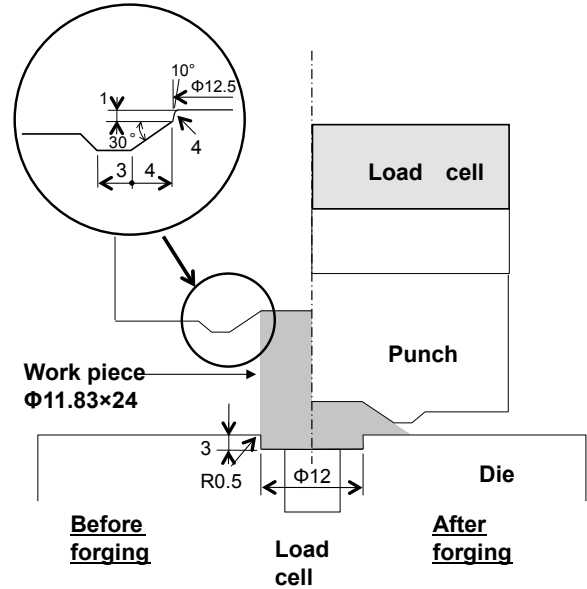 10°
Φ12.5
1
30°
4
3
4
Load cell
Punch
Work piece
Φ11.83×24
3
R0.5
Φ12
Die
Before
forging
Load
cell
After
forging